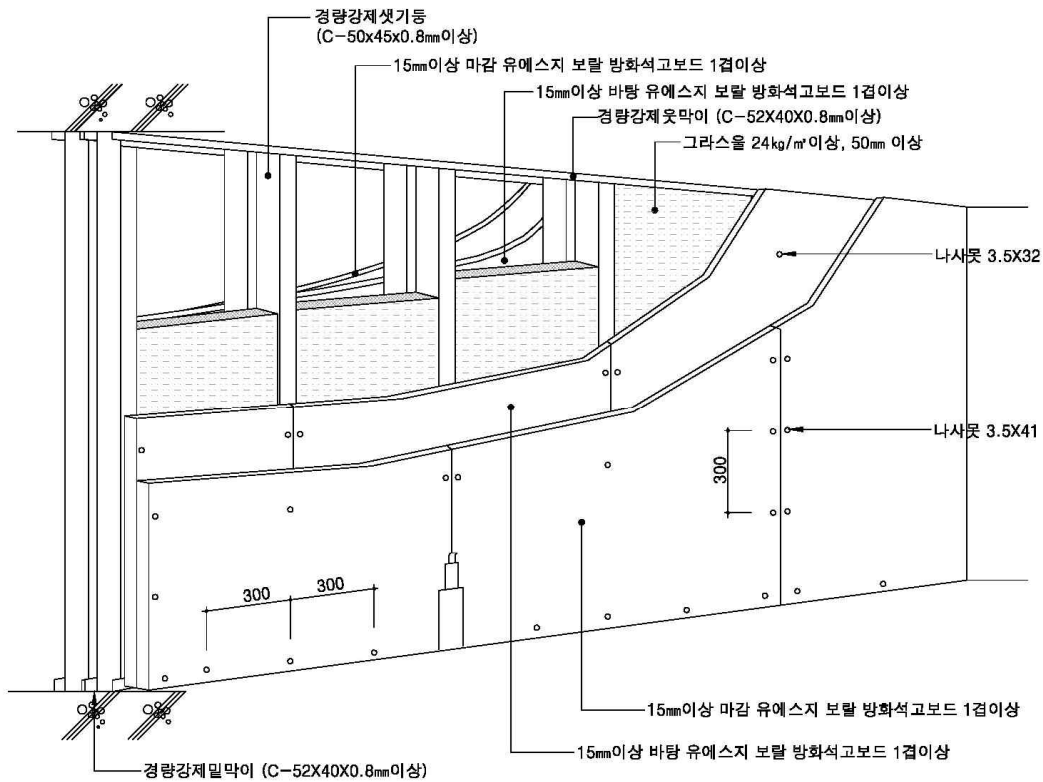 경량강제샛기둥
(C-50x45x0.8mm이상)
15mm이상 마감 유에스지 보랄 방화석고보드 1겹이상
15mm이상 바탕 유에스지 보랄 방화석고보드 1겹이상
경량강제웃막이 (C-52X40X0.8mm이상)
그라스울 24kg/㎥이상, 50mm 이상
나사못 3.5X32
나사못 3.5X41
300
300
300
15mm이상 마감 유에스지 보랄 방화석고보드 1겹이상
15mm이상 바탕 유에스지 보랄 방화석고보드 1겹이상
경량강제밑막이 (C-52X40X0.8mm이상)